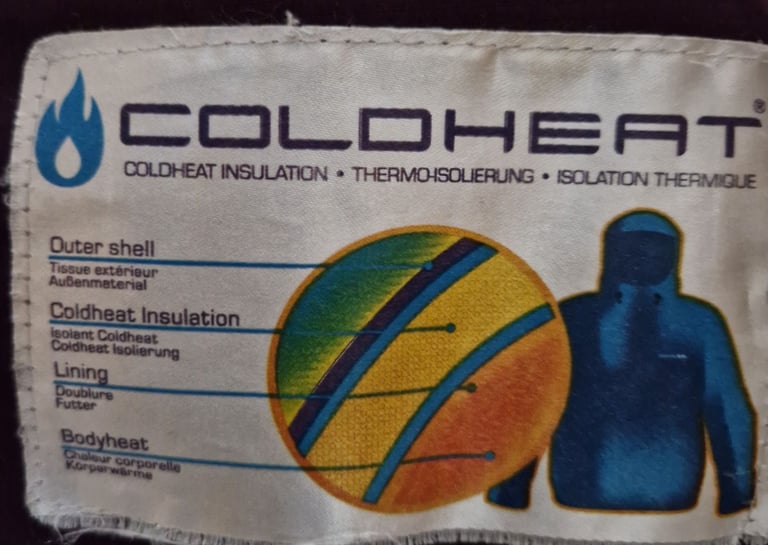 COLDHEAT®
COLDHEAT INSULATION • THERMO-ISOLIERUNG • ISOLATION THERMIQUE
Outer shell
Tissue extérieur
Außenmaterial
Coldheat Insulation
Isolant Coldheat
Coldheat Isolierung
Lining
Doublure
Futter
Bodyheat
Chaleur corporelle
Körperwärme